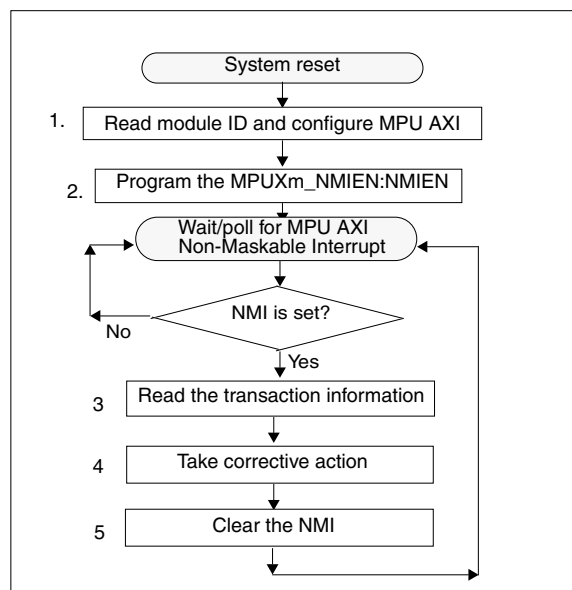 System reset
1. Read module ID and configure MPU AXI
2. Program the MPUXm_NMIEN:NMIEN
Wait/poll for MPU AXI
Non-Maskable Interrupt
NMI is set?
No
Yes
3 Read the transaction information
4 Take corrective action
5 Clear the NMI